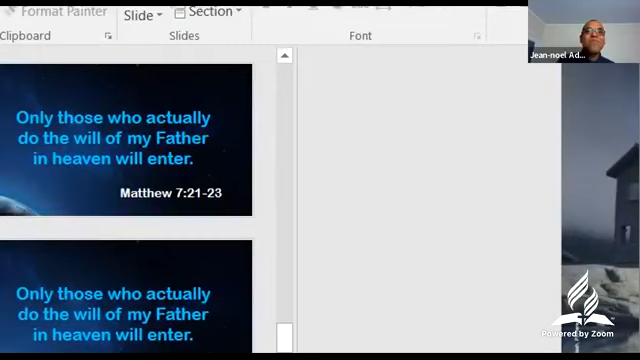 Format Painter
Slide
Section
Clipboard
Slides
Font
Jean-noel Ad...
Only those who actually
do the will of my Father
in heaven will enter.
Matthew 7:21-23
Only those who actually
do the will of my Father
in heaven will enter.
Powered by Zoom